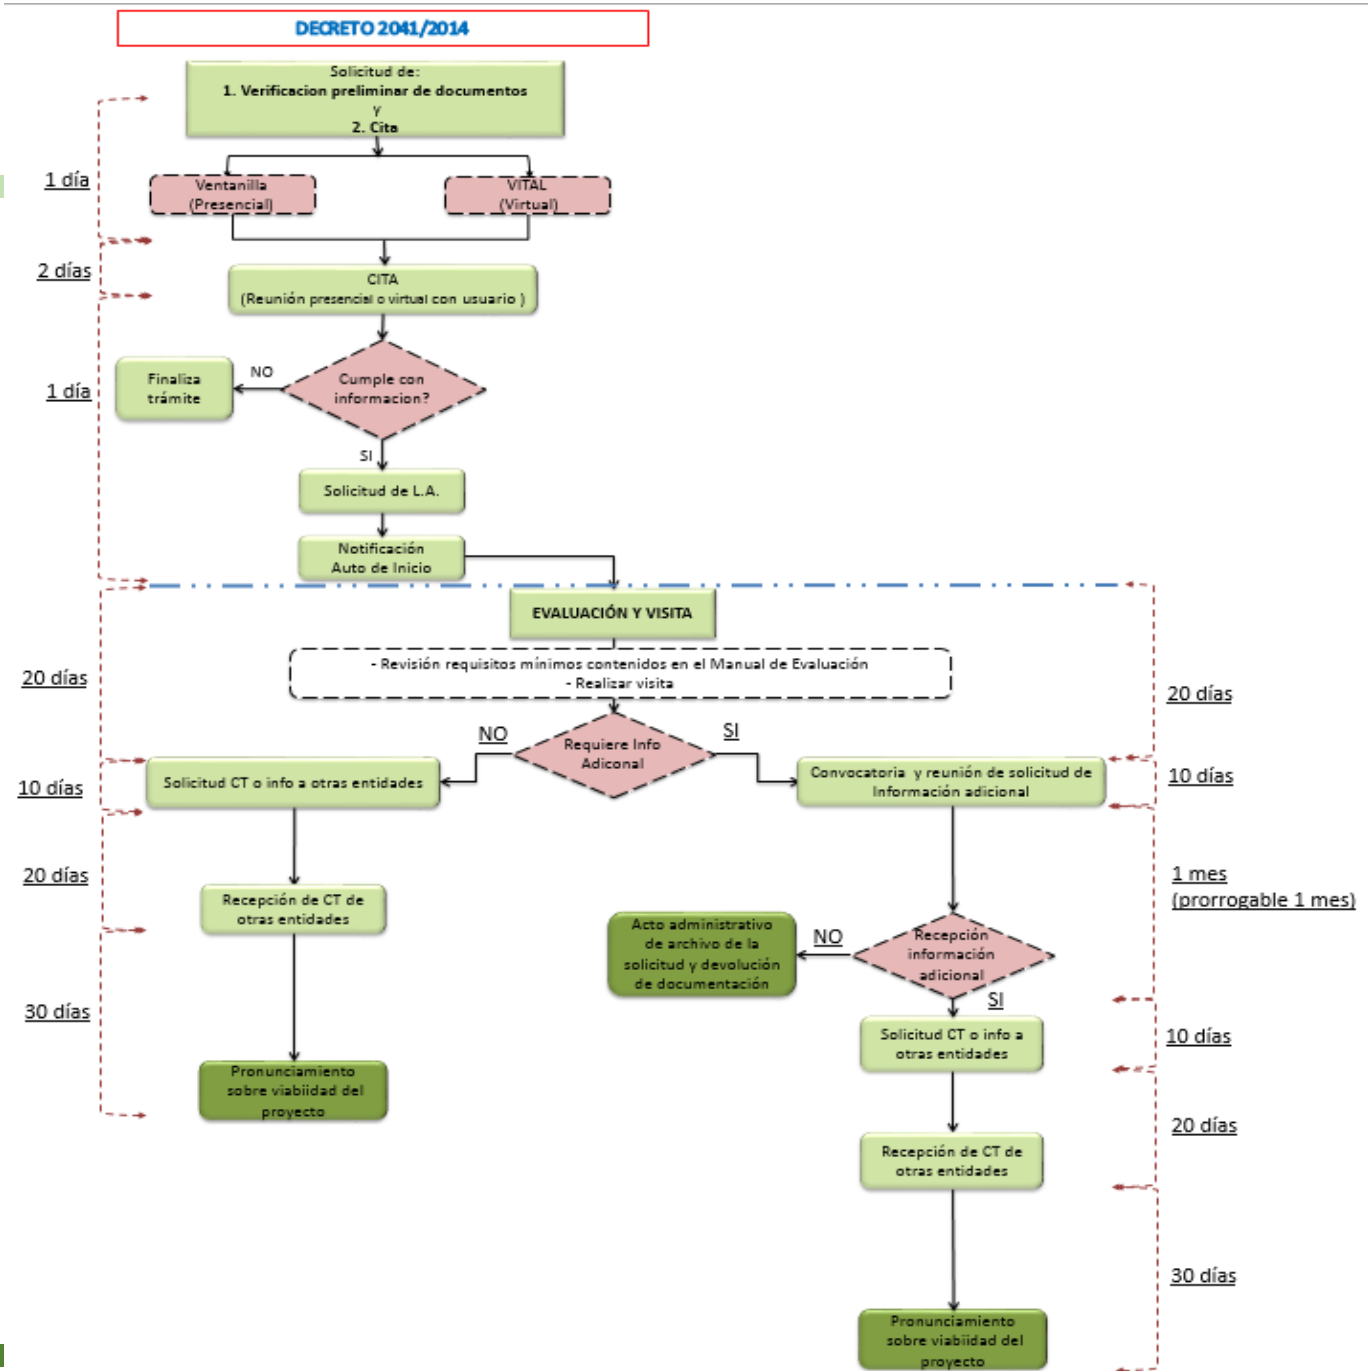 DECRETO 2041/2014
Solicitud de:
1. Verificacion preliminar de documentos
Y
2. Cita
1 día
Ventanilla
(Presencial)
VITAL
(Virtual)
2 días
CITA
(Reunión presencial o virtual con usuario )
1 día
Finaliza
trámite
NO
Cumple con
informacion?
SI
Solicitud de L.A.
Notificación
Auto de Inicio
EVALUACIÓN Y VISITA
- Revisión requisitos mínimos contenidos en el Manual de Evaluación
- Realizar visita
20 días
20 días
NO
Requiere Info
Adiconal
SI
10 días
Solicitud CT o info a otras entidades
Convocatoria y reunión de solicitud de
Información adicional
10 días
20 días
Recepción de CT de
otras entidades
1 mes
(prorrogable 1 mes)
Acto administrativo
de archivo de la
solicitud y devolución
de documentación
NO
Recepción
información
adicional
SI
30 días
Solicitud CT o info a
otras entidades
10 días
Pronunciamiento
sobre viabiidad del
proyecto
20 días
Recepción de CT de
otras entidades
30 días
Pronunciamiento
sobre viabiidad del
proyecto